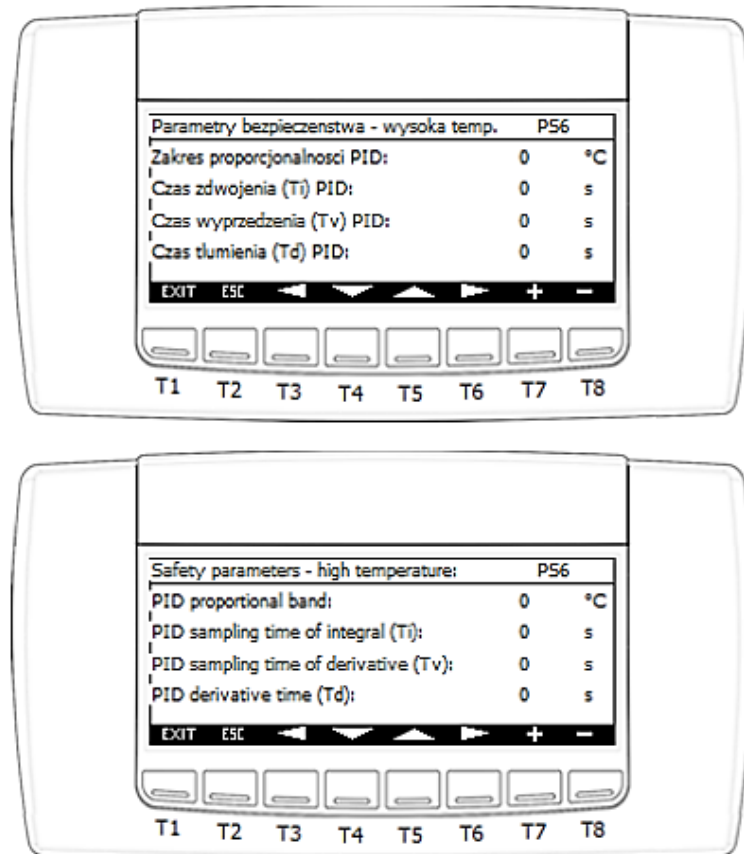 Parametry bezpieczenstwa - wysoka temp. PS6
Zakres proporcjonalnosci PID: 0 °C
Czas zdwojenia (Ti) PID: 0 s
Czas wyprzedzenia (Tv) PID: 0 s
Czas tlumienia (Td) PID: 0 s
EXIT ESC + -
T1 T2 T3 T4 T5 T6 T7 T8
Safety parameters - high temperature: PS6
PID proportional band: 0 °C
PID sampling time of integral (Ti): 0 s
PID sampling time of derivative (Tv): 0 s
PID derivative time (Td): 0 s
EXIT ESC + -
T1 T2 T3 T4 T5 T6 T7 T8